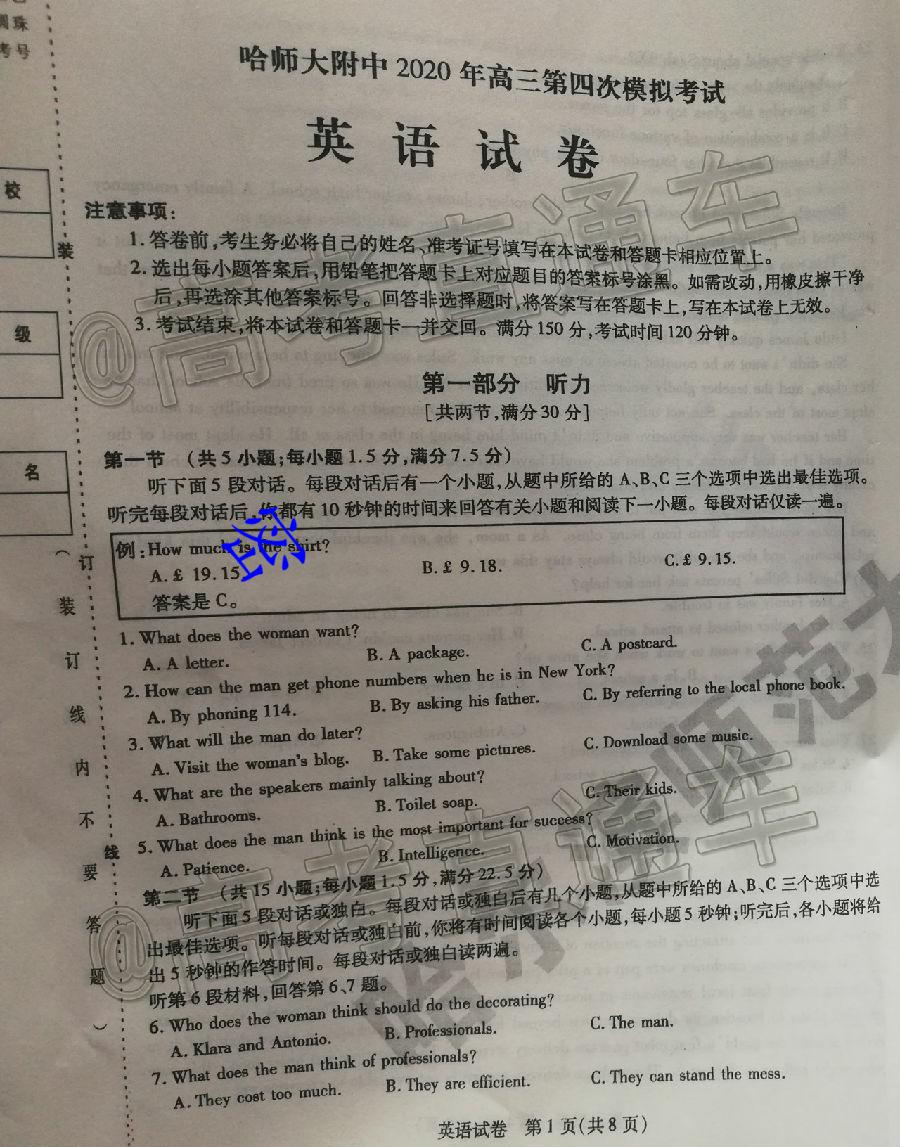 哈师大附中 2020 年高三第四次模拟考试
英 语 试 卷
注意事项：
1. 答卷前，考生务必将自己的姓名、准考证号填写在本试卷和答题卡相应位置上。
2. 选出每小题答案后，用铅笔把答题卡上对应题目的答案标号涂黑。如需改动，用橡皮擦干净
后，再选涂其他答案标号。回答非选择题时，将答案写在答题卡上，写在本试卷上无效。
3. 考试结束，将本试卷和答题卡一并交回。满分 150 分，考试时间 120 分钟。
第一部分 听力
[共两节，满分 30 分]
第一节 （共 5 小题；每小题 1.5 分，满分 7.5 分）
听下面 5 段对话。每段对话后有一个小题，从题中所给的 A、B、C 三个选项中选出最佳选项。
听完每段对话后，你都有 10 秒钟的时间来回答有关小题和阅读下一小题。每段对话仅读一遍。
例：How much is the shirt?
A. £ 19.15 B. £ 9.18. C. £ 9.15.
答案是 C。
1. What does the woman want?
A. A letter. B. A package. C. A postcard.
2. How can the man get phone numbers when he is in New York?
A. By phoning 114. B. By asking his father. C. By referring to the local phone book.
3. What will the man do later?
A. Visit the woman's blog. B. Take some pictures. C. Download some music.
4. What are the speakers mainly talking about?
A. Bathrooms. B. Toilet soap. C. Their kids.
5. What does the man think is the most important for success?
A. Patience. B. Intelligence. C. Motivation.
第二节 （共 15 小题；每小题 1.5 分，满分 22.5 分）
听下面 5 段对话或独白。每段对话或独白后有几个小题，从题中所给的 A、B、C 三个选项中选
出最佳选项。听每段对话或独白前，你将有时间阅读各个小题，每小题 5 秒钟；听完后，各小题将给
出 5 秒钟的作答时间。每段对话或独白读两遍。
听第 6 段材料，回答第 6、7 题。
6. Who does the woman think should do the decorating?
A. Klara and Antonio. B. Professionals. C. The man.
7. What does the man think of professionals?
A. They cost too much. B. They are efficient. C. They can stand the mess.
英语试卷 第 1 页（共 8 页）
校
级
名
考号
装
订
线
（ 装 订 线 内 不 要 答 题 ）
@高考直通车
@高考直通车